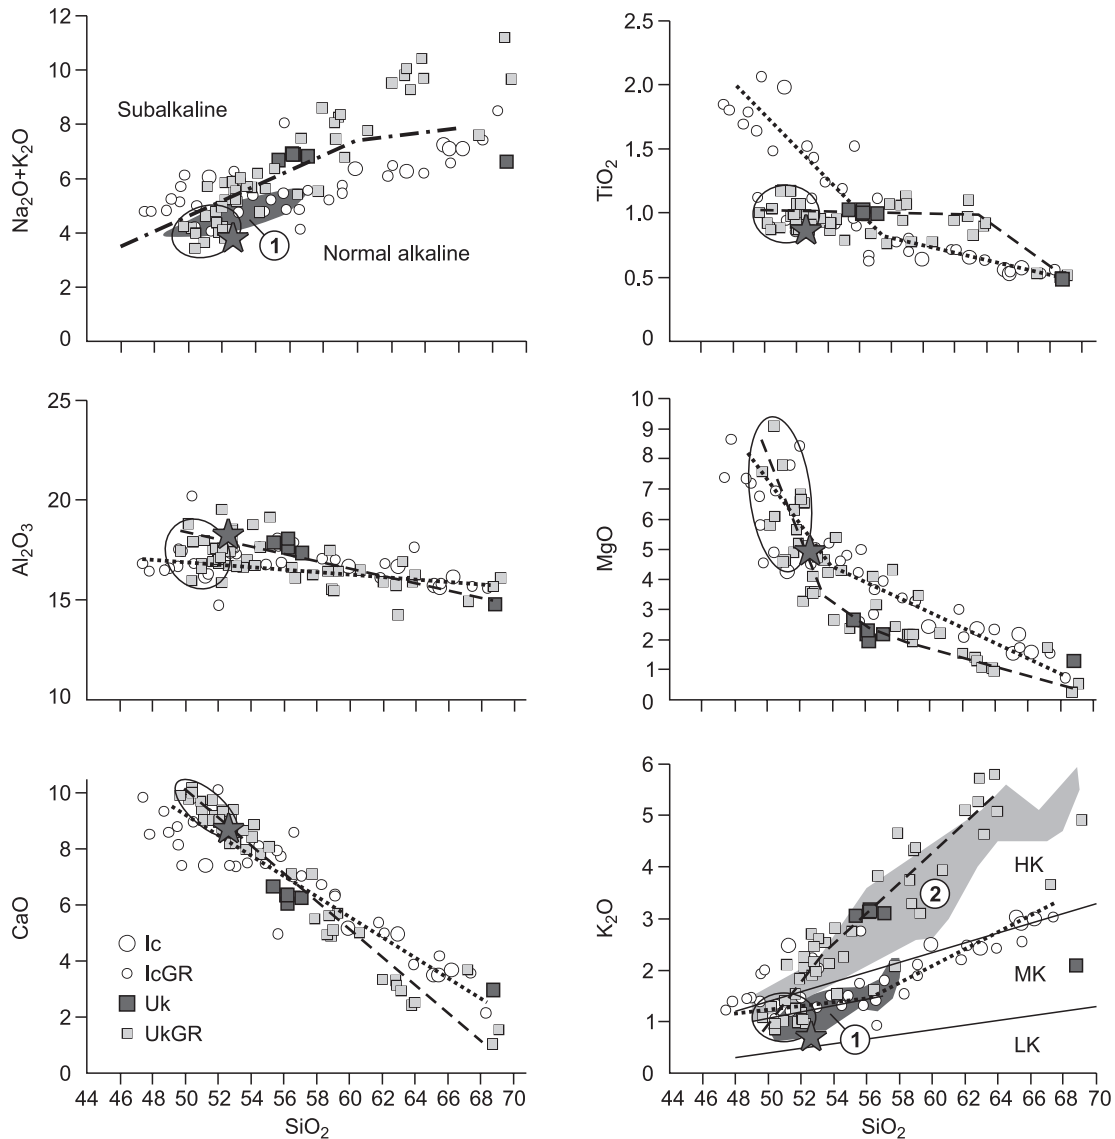 12
10
8
6
4
2
0
Na₂O+K₂O
Subalkaline
Normal alkaline
1
2.5
2.0
1.5
1.0
0.5
0.0
TiO₂
25
20
15
10
Al₂O₃
10
9
8
7
6
5
4
3
2
1
0
MgO
10
8
6
4
2
0
CaO
Ic
IcGR
Uk
UkGR
44 46 48 50 52 54 56 58 60 62 64 66 68 70
SiO₂
6
5
4
3
2
1
0
K₂O
HK
2
MK
1
LK
44 46 48 50 52 54 56 58 60 62 64 66 68 70
SiO₂